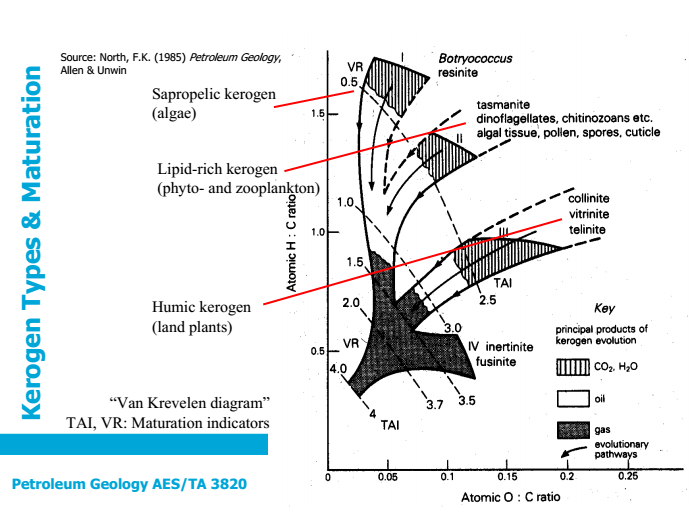 Source: North, F.K. (1985) Petroleum Geology,
Allen & Unwin
Kerogen Types & Maturation
Sapropelic kerogen
(algae)
Lipid-rich kerogen
(phyto- and zooplankton)
Humic kerogen
(land plants)
“Van Krevelen diagram”
TAI, VR: Maturation indicators
Petroleum Geology AES/TA 3820
Atomic H : C ratio
1.5
1.0
0.5
VR
0.5
1.0
1.5
2.0
VR
4.0
I
Botryococcus
resinite
tasmanite
dinoflagellates, chitinozoans etc.
algal tissue, pollen, spores, cuticle
II
collinite
vitrinite
telinite
III
TAI
2.5
3.0
IV inertinite
fusinite
3.5
3.7
4
TAI
Key
principal products of
kerogen evolution
CO₂, H₂O
oil
gas
evolutionary
pathways
0
0.05
0.1
0.15
0.2
0.25
Atomic O : C ratio